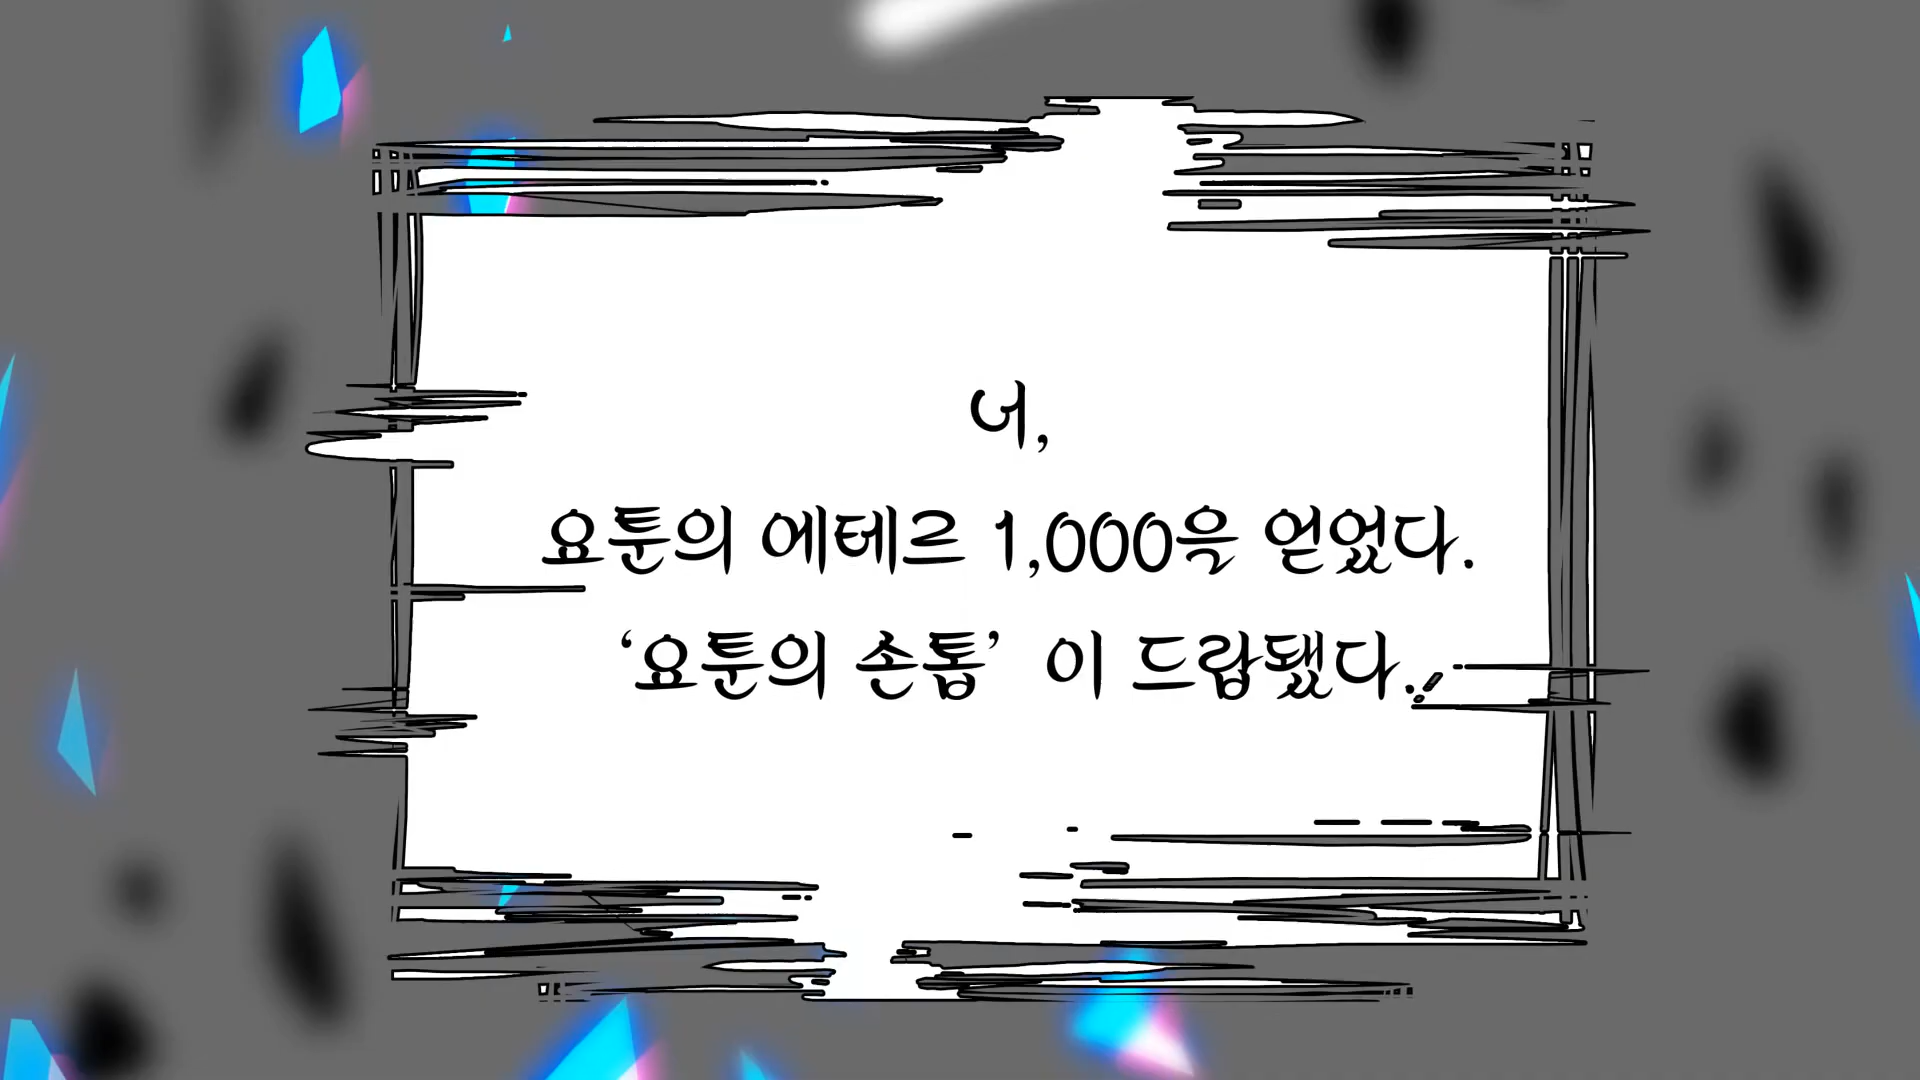 너,
요툰의 에테르 1,000을 얻었다.
‘요툰의 손톱’ 이 드랍됐다.